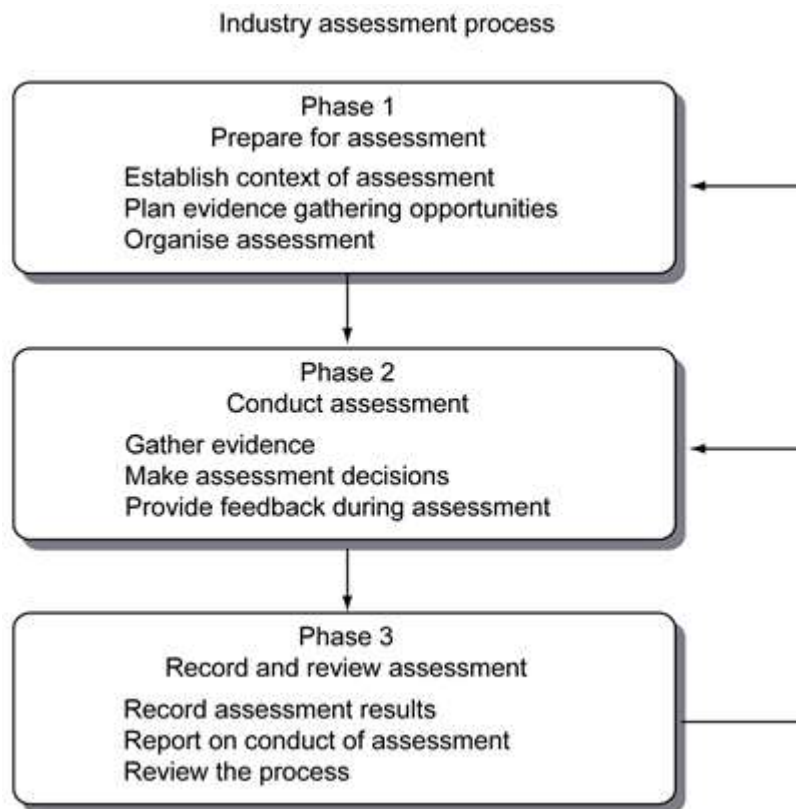 Industry assessment process
Phase 1
Prepare for assessment
Establish context of assessment
Plan evidence gathering opportunities
Organise assessment
Phase 2
Conduct assessment
Gather evidence
Make assessment decisions
Provide feedback during assessment
Phase 3
Record and review assessment
Record assessment results
Report on conduct of assessment
Review the process